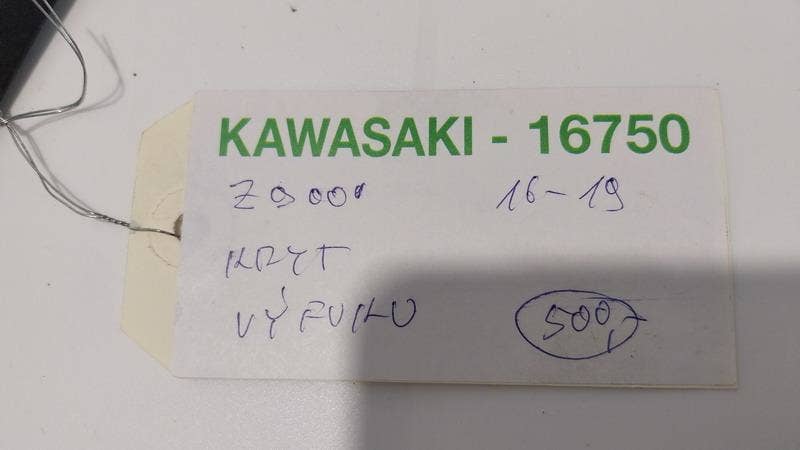 KAWASAKI - 16750
Z900 16-19
KRYT
VÝFUKU 500,-